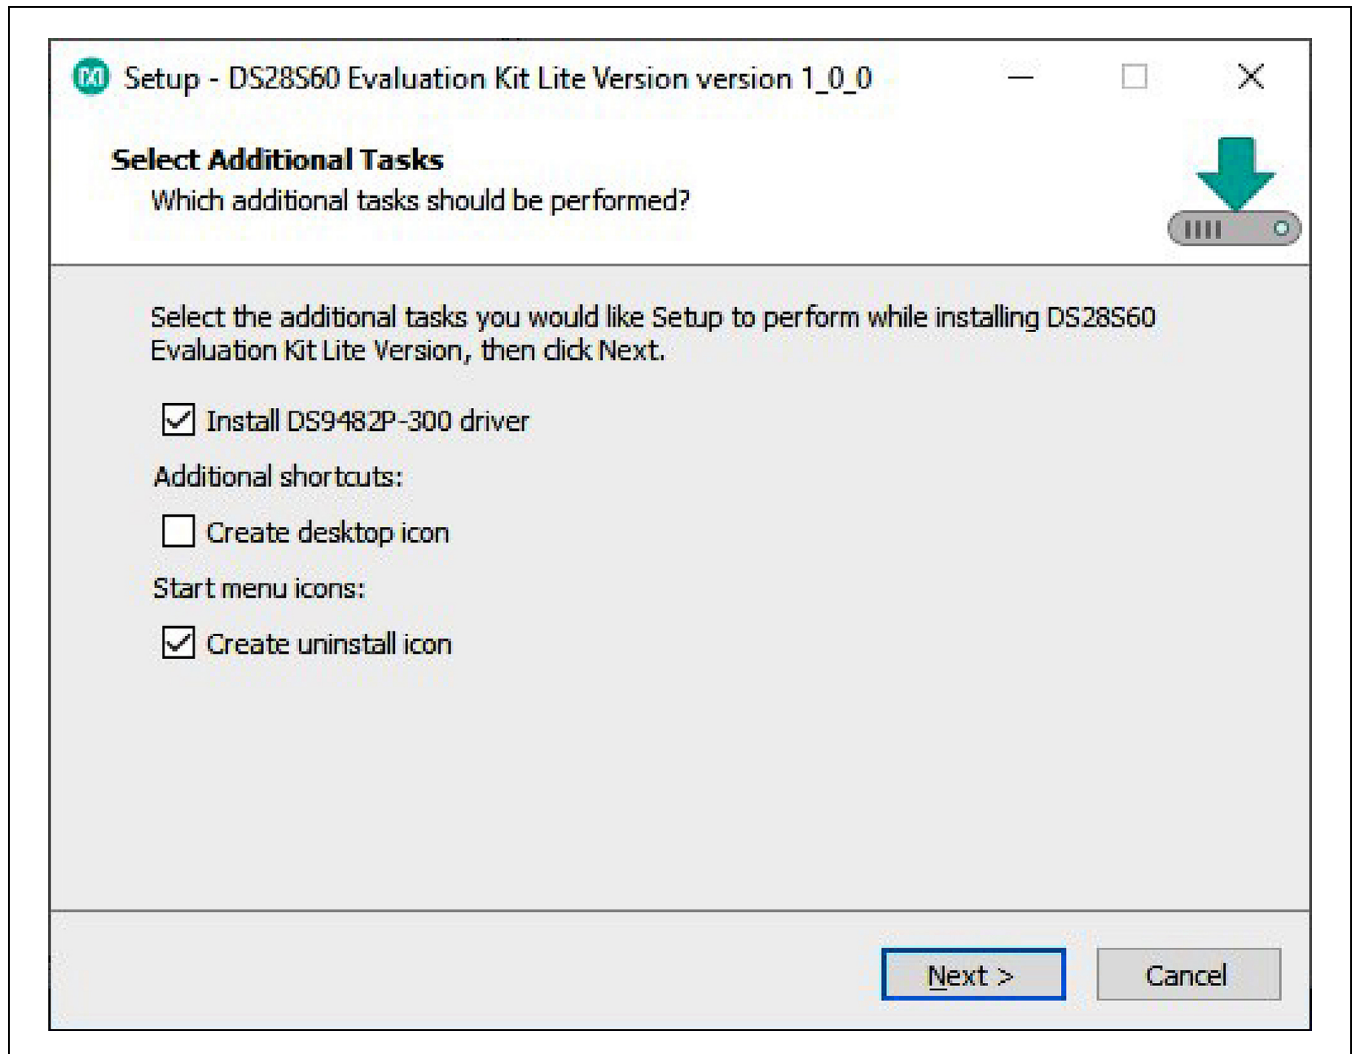 Setup - DS28S60 Evaluation Kit Lite Version version 1_0_0
Select Additional Tasks
Which additional tasks should be performed?
Select the additional tasks you would like Setup to perform while installing DS28S60
Evaluation Kit Lite Version, then click Next.
Install DS9482P-300 driver
Additional shortcuts:
Create desktop icon
Start menu icons:
Create uninstall icon
Next >
Cancel